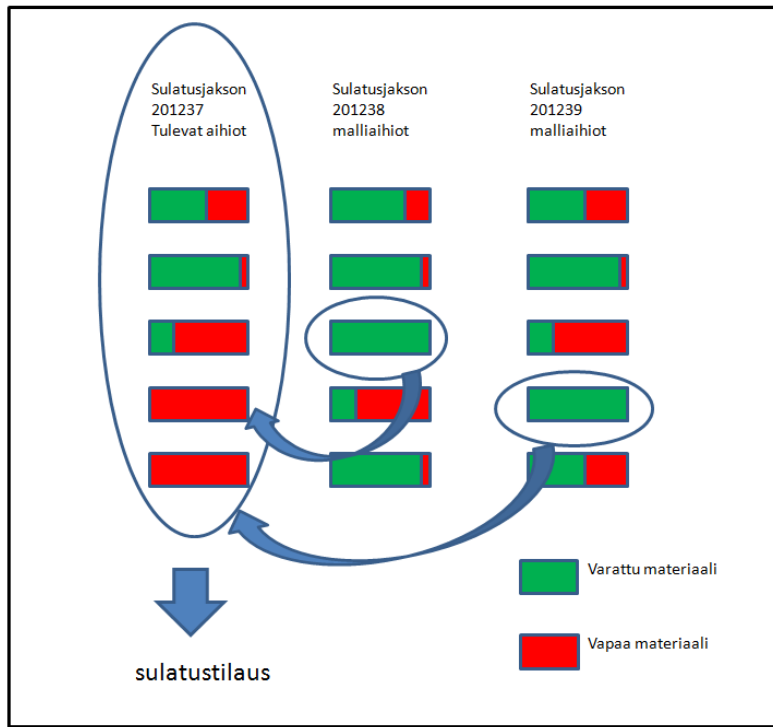 Sulatusjakson
201237
Tulevat aihiot
Sulatusjakson
201238
malliaihiot
Sulatusjakson
201239
malliaihiot
Varattu materiaali
Vapaa materiaali
sulatustilaus